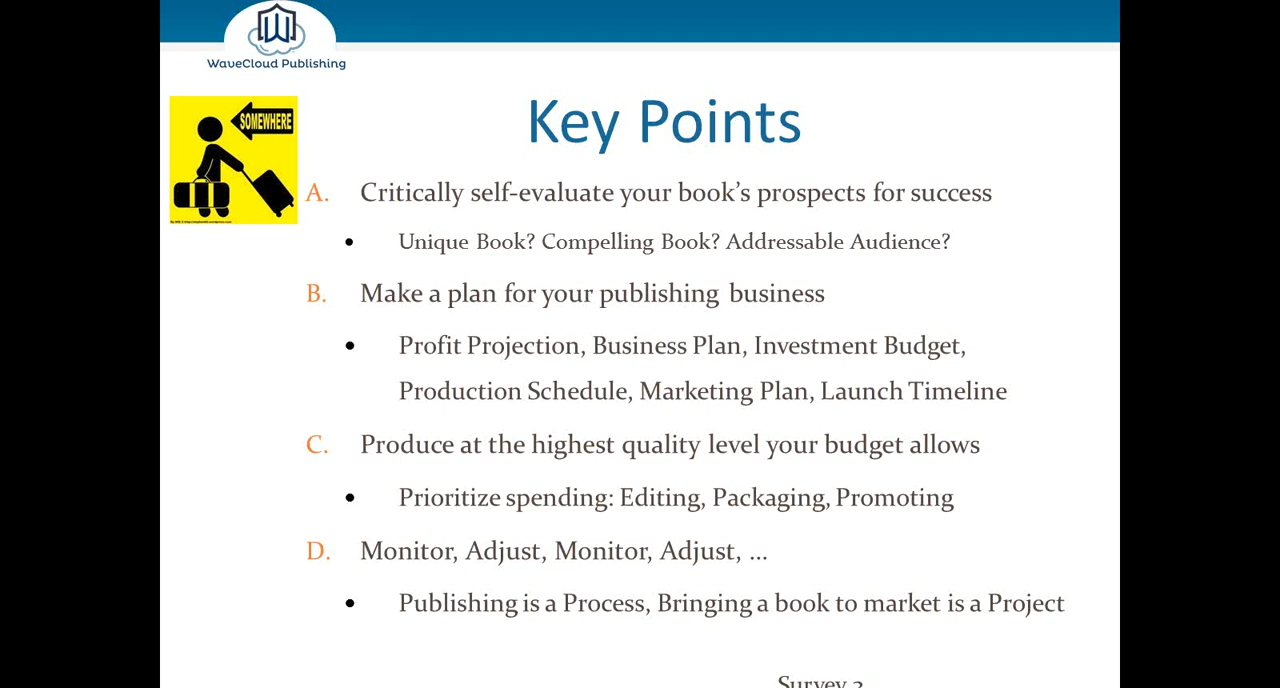 WaveCloud Publishing
SOMEWHERE
Key Points
A. Critically self-evaluate your book’s prospects for success
• Unique Book? Compelling Book? Addressable Audience?
B. Make a plan for your publishing business
• Profit Projection, Business Plan, Investment Budget,
Production Schedule, Marketing Plan, Launch Timeline
C. Produce at the highest quality level your budget allows
• Prioritize spending: Editing, Packaging, Promoting
D. Monitor, Adjust, Monitor, Adjust, ...
• Publishing is a Process, Bringing a book to market is a Project
Survey